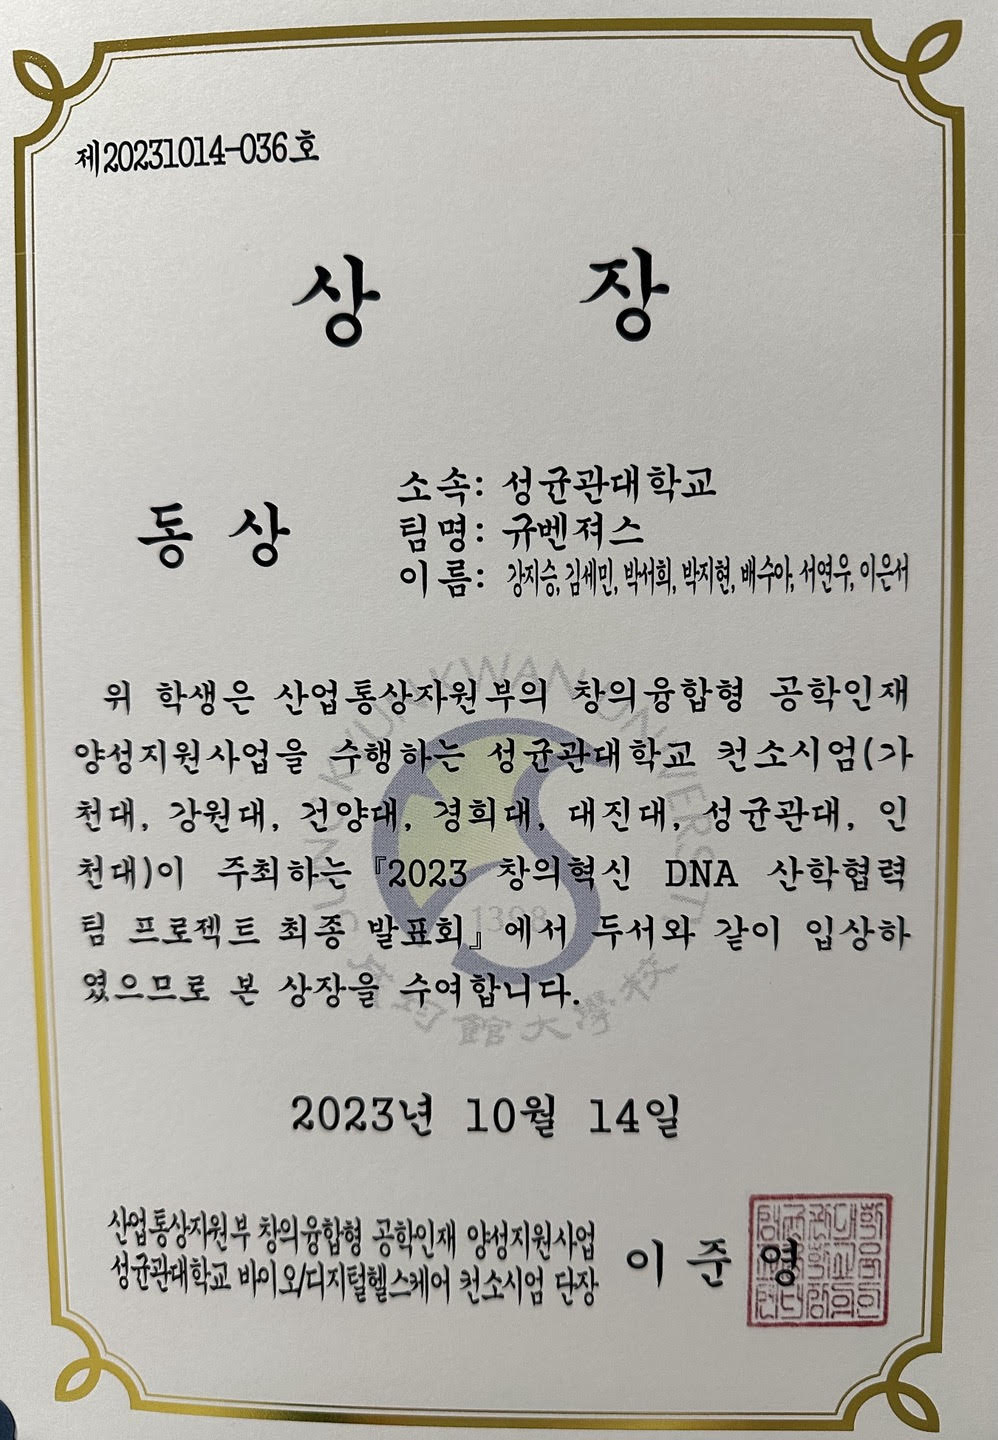 제20231014-036호
상 장
동 상
소속: 성균관대학교
팀명: 규벤져스
이름: 강지승, 김세민, 박서희, 박지현, 배수아, 서연우, 이은서
위 학생은 산업통상자원부의 창의융합형 공학인재
양성지원사업을 수행하는 성균관대학교 컨소시엄(가
천대, 강원대, 건양대, 경희대, 대진대, 성균관대, 인
천대)이 주최하는 『2023 창의혁신 DNA 산학협력
팀 프로젝트 최종 발표회』에서 두서와 같이 입상하
였으므로 본 상장을 수여합니다.
SUNGKYUNKWAN UNIVERSITY
1398
成均館大學校
2023년 10월 14일
산업통상자원부 창의융합형 공학인재 양성지원사업
성균관대학교 바이오/디지털헬스케어 컨소시엄 단장 이 준 영